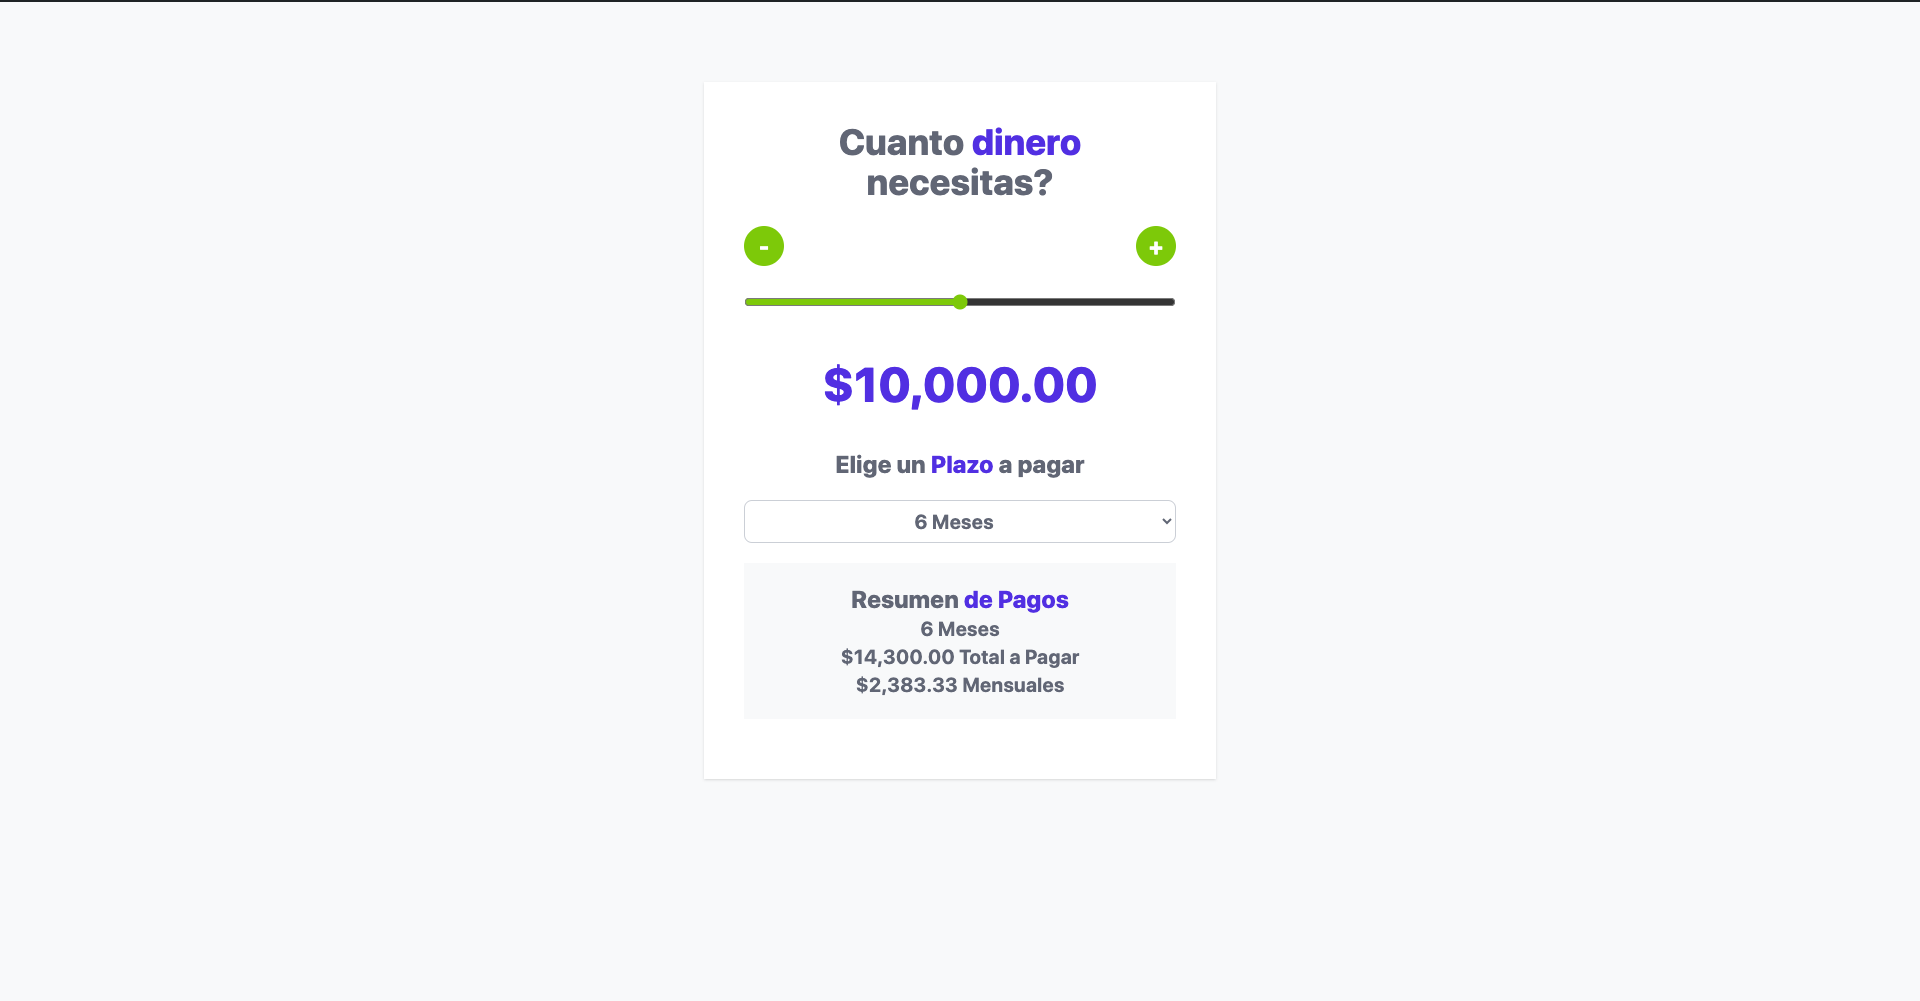 Cuanto dinero
necesitas?
- +
$10,000.00
Elige un Plazo a pagar
6 Meses
Resumen de Pagos
6 Meses
$14,300.00 Total a Pagar
$2,383.33 Mensuales